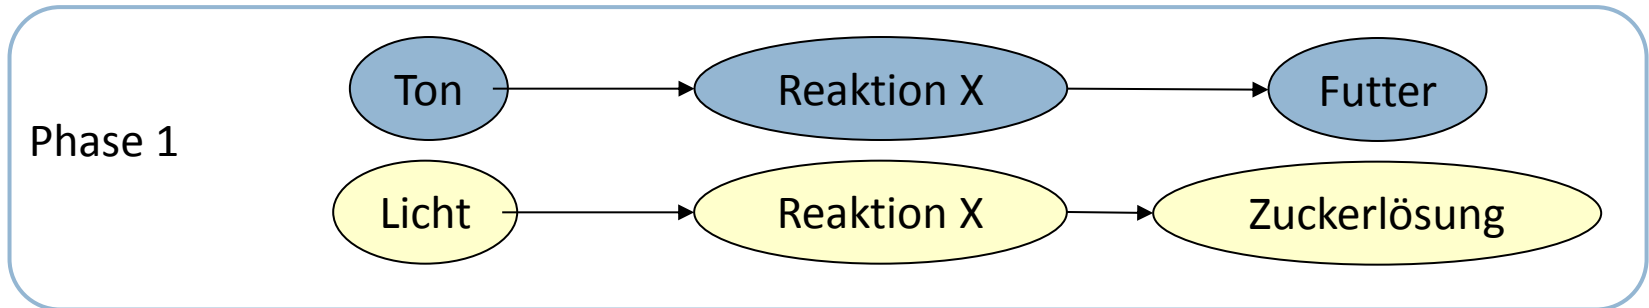 Phase 1
Ton Reaktion X Futter
Licht Reaktion X Zuckerlösung